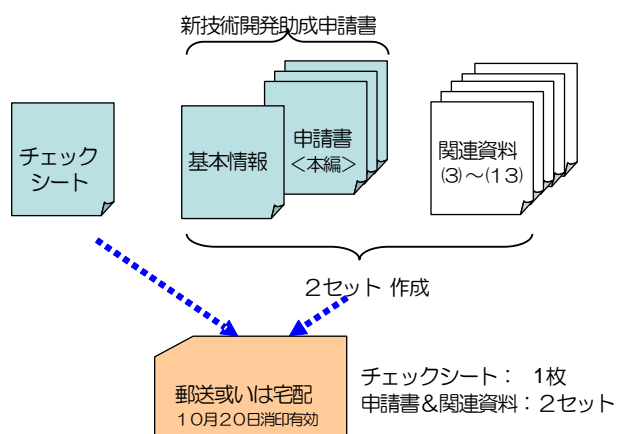 新技術開発助成申請書
チェック
シート
基本情報
申請書
＜本編＞
関連資料
(3)～(13)
２セット 作成
郵送或いは宅配
１０月２０日消印有効
チェックシート： 1枚
申請書＆関連資料：２セット